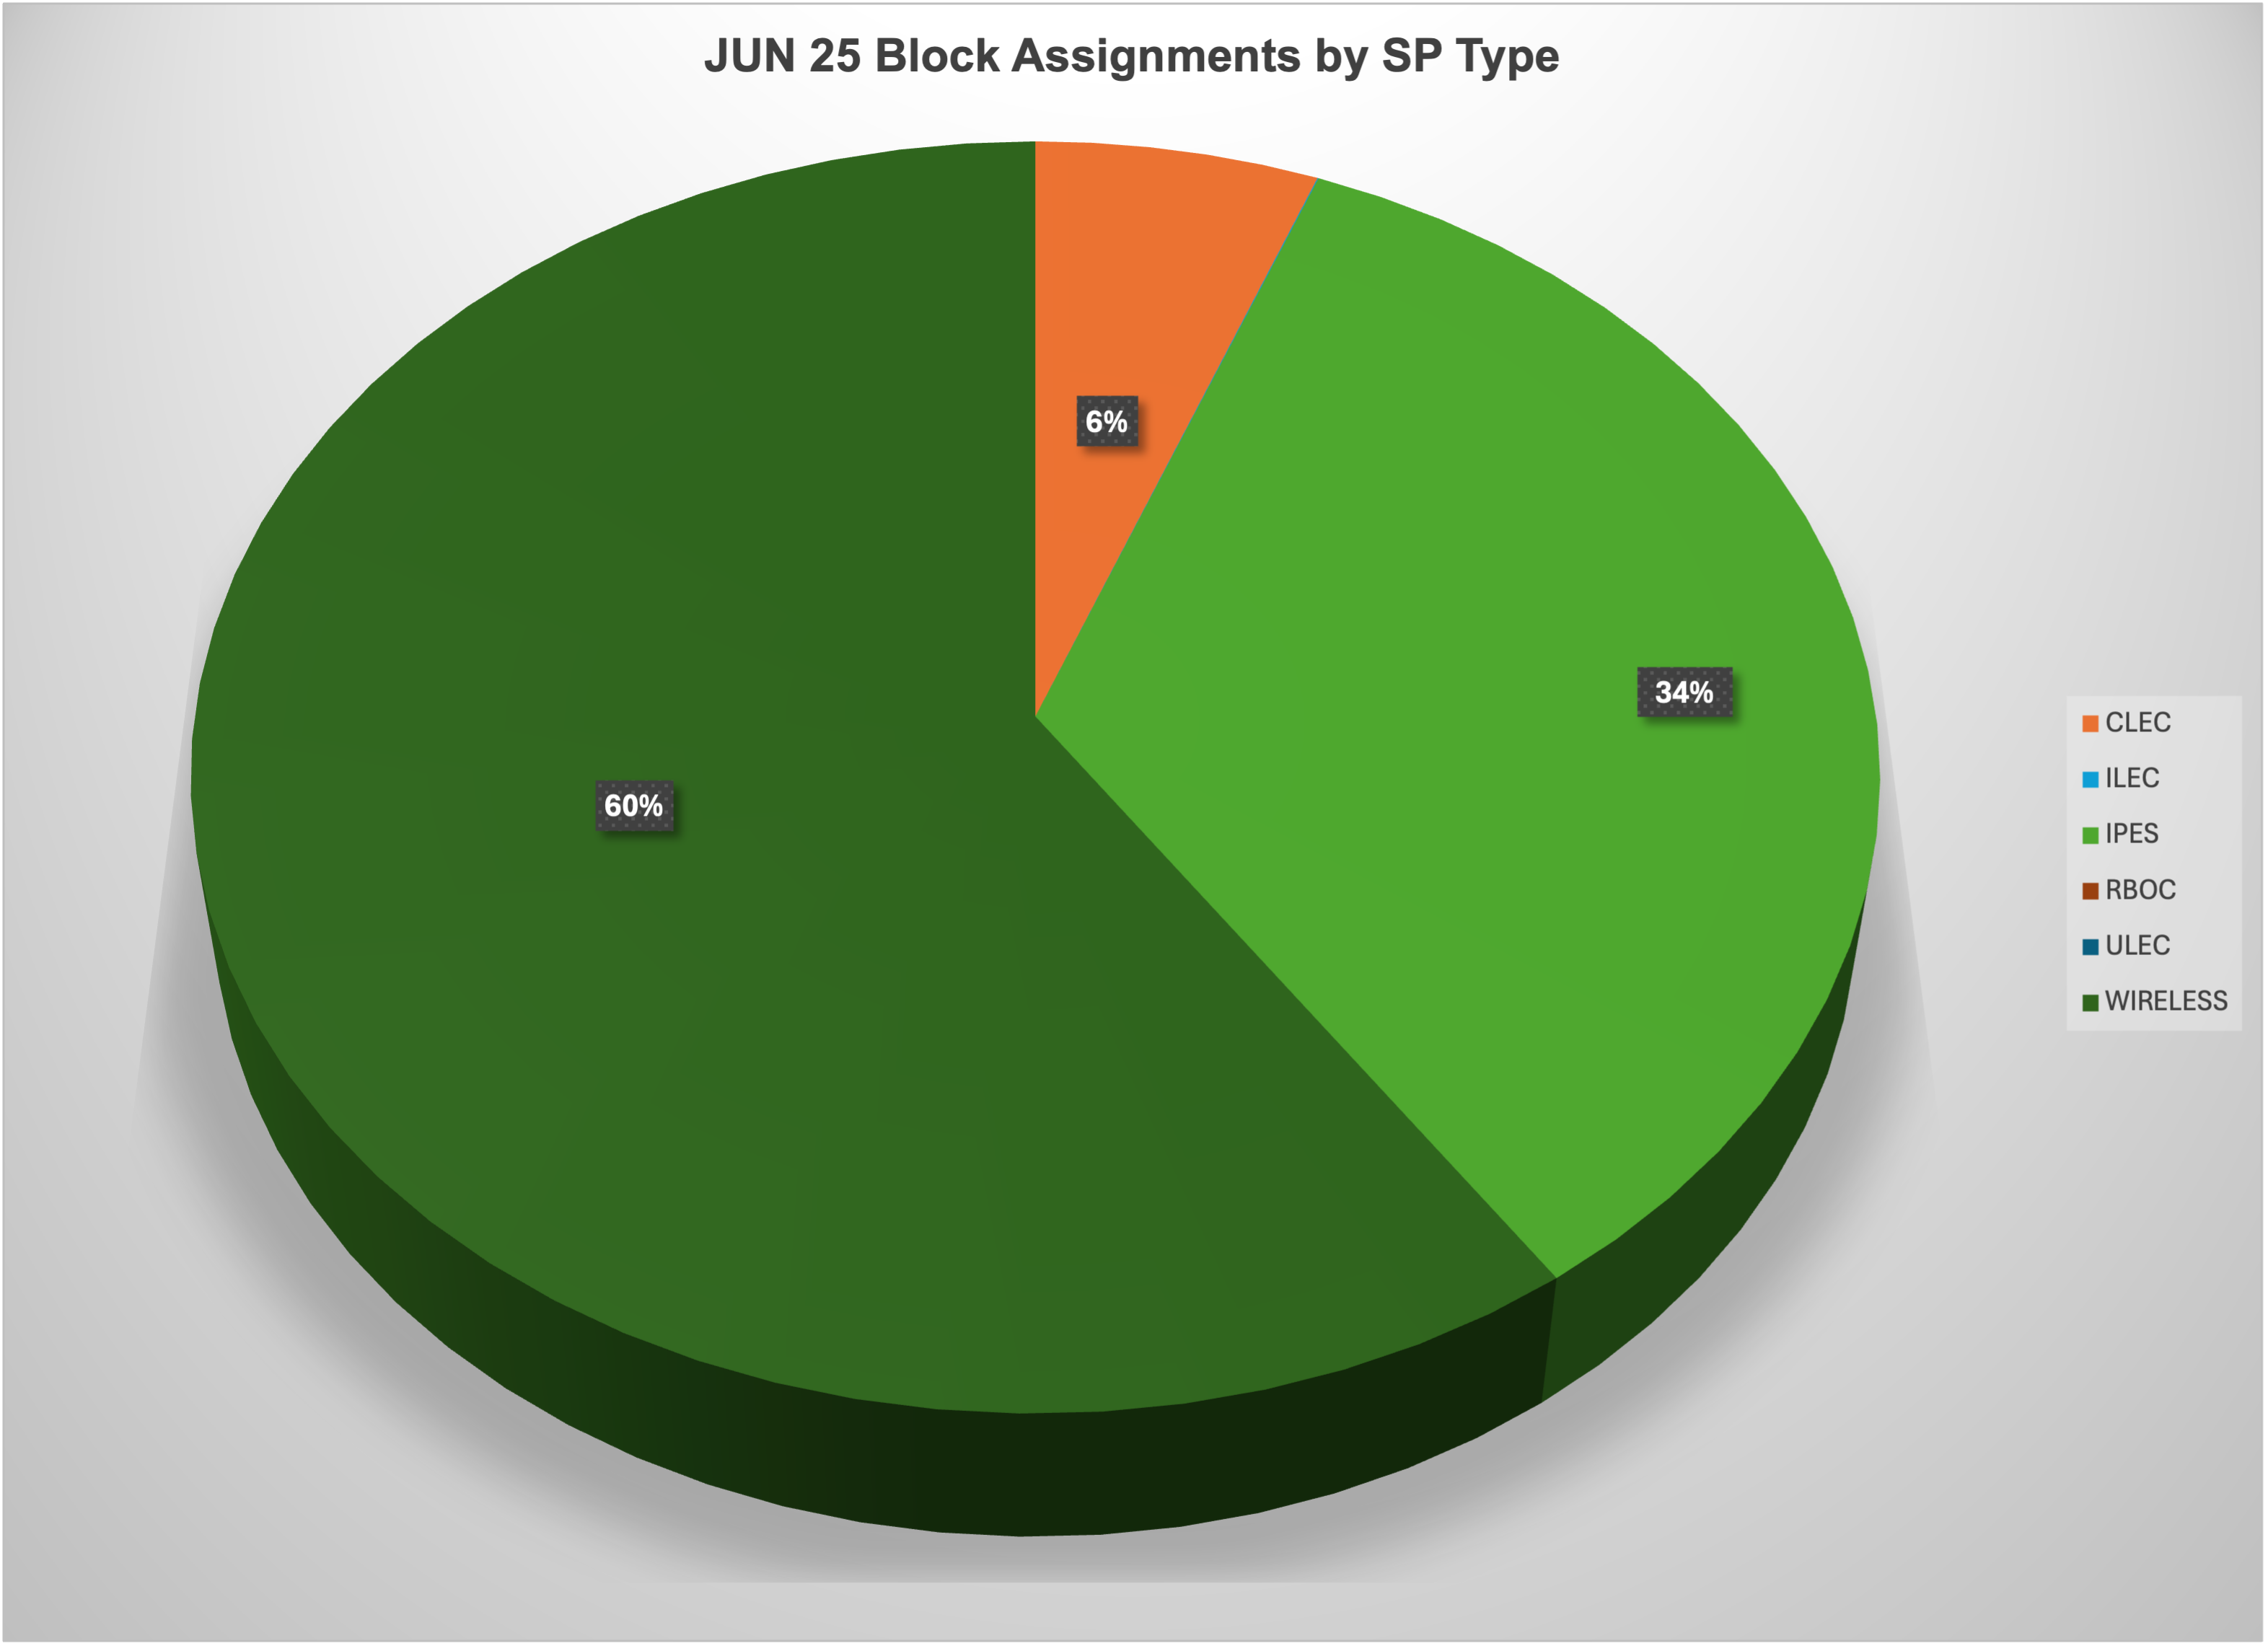 JUN 25 Block Assignments by SP Type
6%
34%
60%
CLEC
ILEC
IPES
RBOC
ULEC
WIRELESS